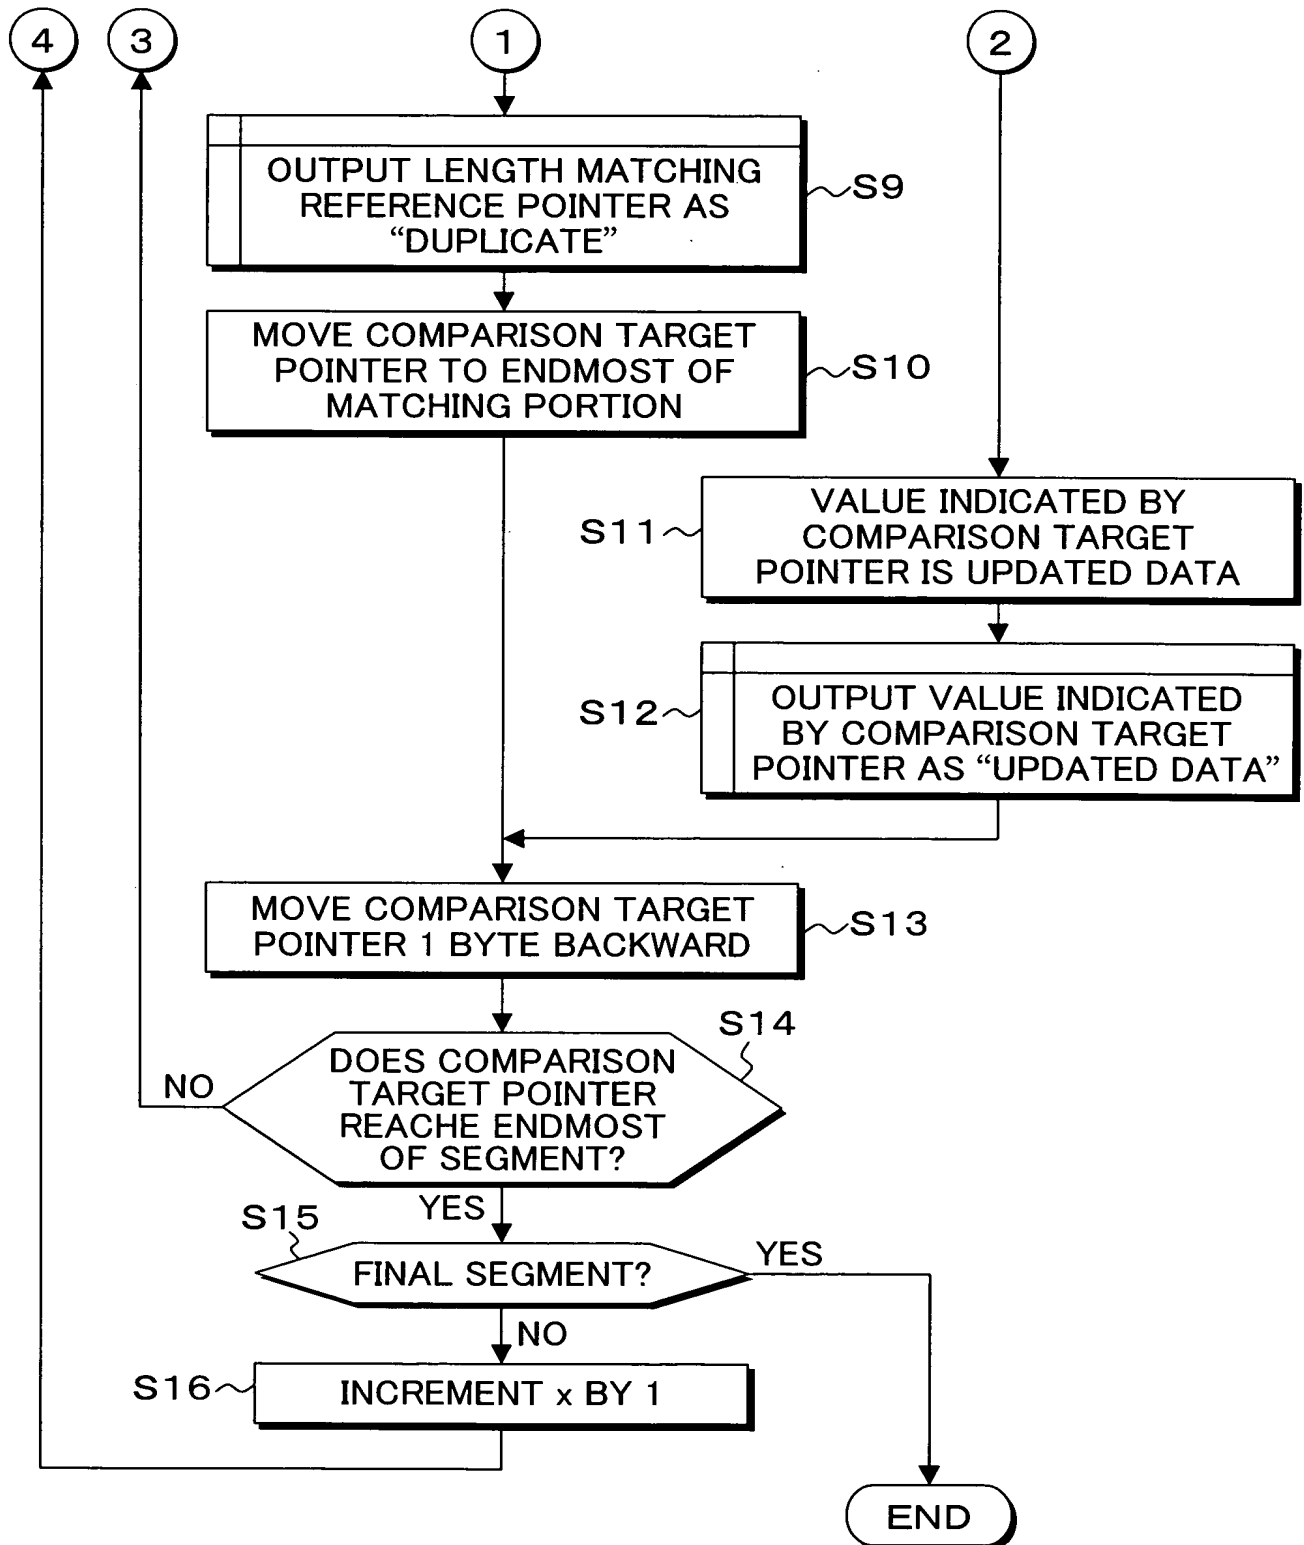 4
3
1
2
OUTPUT LENGTH MATCHING
REFERENCE POINTER AS
“DUPLICATE”
S9
MOVE COMPARISON TARGET
POINTER TO ENDMOST OF
MATCHING PORTION
S10
S11
VALUE INDICATED BY
COMPARISON TARGET
POINTER IS UPDATED DATA
S12
OUTPUT VALUE INDICATED
BY COMPARISON TARGET
POINTER AS “UPDATED DATA”
MOVE COMPARISON TARGET
POINTER 1 BYTE BACKWARD
S13
S14
DOES COMPARISON
TARGET POINTER
REACHE ENDMOST
OF SEGMENT?
NO
YES
S15
FINAL SEGMENT?
YES
NO
S16
INCREMENT x BY 1
END